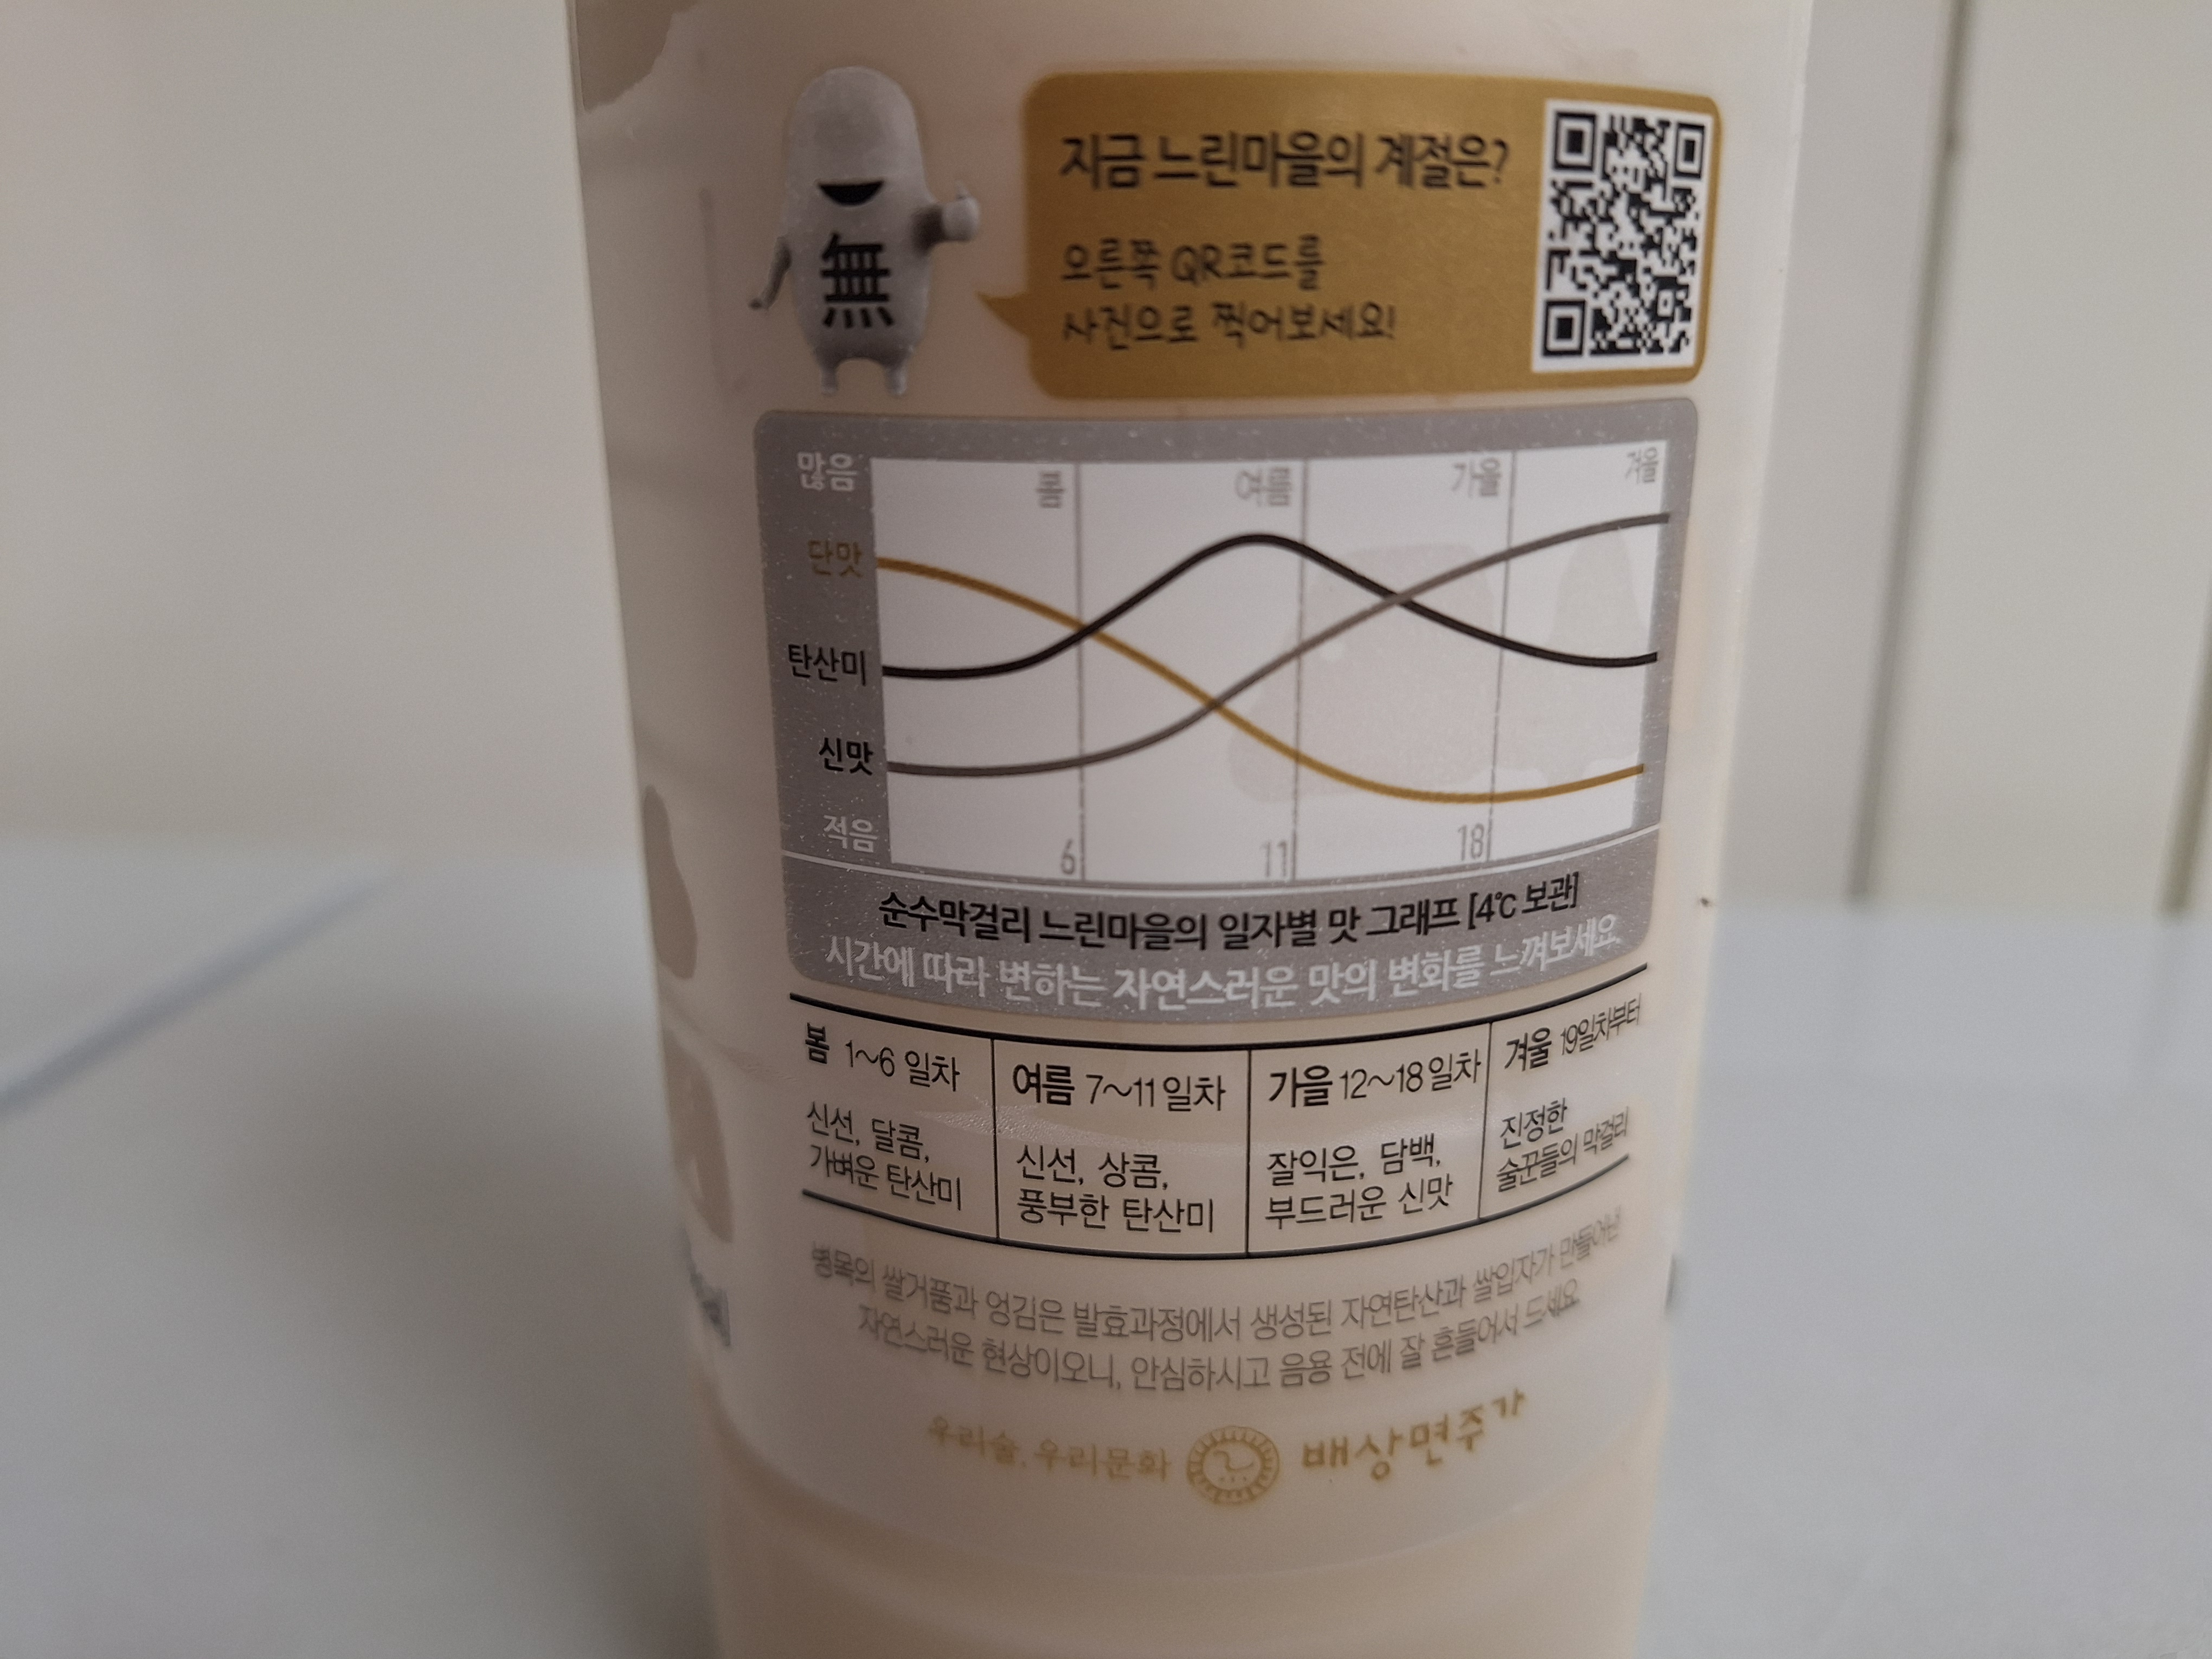 지금 느린마을의 계절은?
오른쪽 QR코드를
사진으로 찍어보세요!
無
많음
봄
여름
가을
겨울
단맛
탄산미
신맛
적음
6
11
18
순수막걸리 느린마을의 일자별 맛 그래프 [4℃ 보관]
시간에 따라 변하는 자연스러운 맛의 변화를 느껴보세요.
봄 1~6 일차
신선, 달콤,
가벼운 탄산미
여름 7~11 일차
신선, 상콤,
풍부한 탄산미
가을 12~18 일차
잘익은, 담백,
부드러운 신맛
겨울 19일차부터
진정한
술꾼들의 막걸리
병목의 쌀거품과 엉김은 발효과정에서 생성된 자연탄산과 쌀입자가 만들어낸
자연스러운 현상이오니, 안심하시고 음용 전에 잘 흔들어서 드세요.
우리술, 우리문화 배상면주가